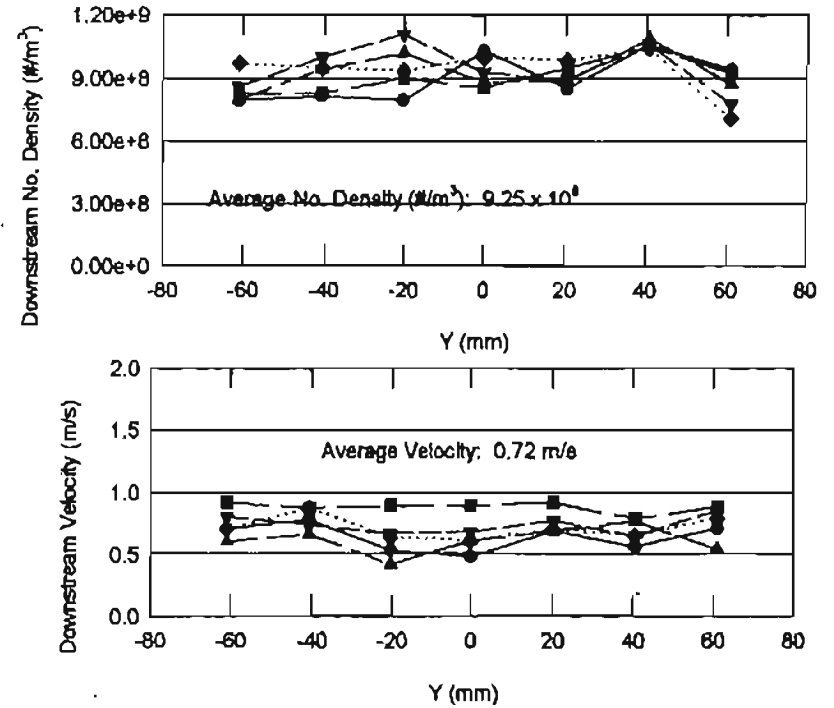 Downstream No. Density (#/m³)
1.20e+9
9.00e+8
6.00e+8
3.00e+8
0.00e+0
Average No. Density (#/m³): 9.25 x 10⁸
-80 -60 -40 -20 0 20 40 60 80
Y (mm)
Downstream Velocity (m/s)
2.0
1.5
1.0
0.5
0.0
Average Velocity: 0.72 m/s
-80 -60 -40 -20 0 20 40 60 80
Y (mm)